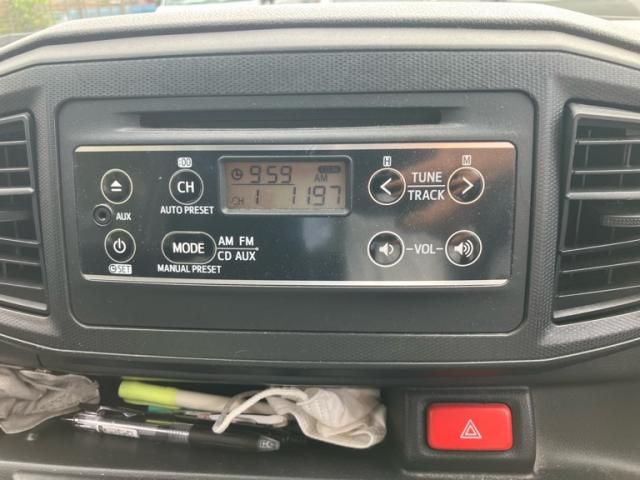 :00
H
M
CH
9:59
AM
TUNE
TRACK
AUX
AUTO PRESET
CH 1 1197
MODE
AM FM
CD AUX
-VOL-
SET
MANUAL PRESET